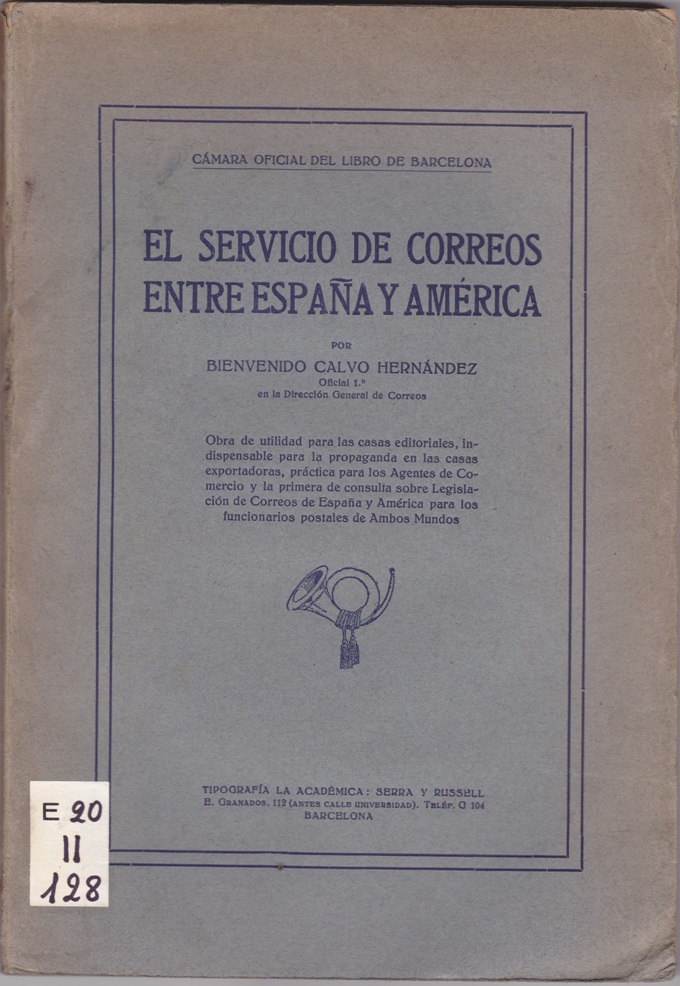 CÁMARA OFICIAL DEL LIBRO DE BARCELONA
EL SERVICIO DE CORREOS
ENTRE ESPAÑA Y AMÉRICA
POR
BIENVENIDO CALVO HERNÁNDEZ
Oficial 1.º
en la Dirección General de Correos
Obra de utilidad para las casas editoriales, in-
dispensable para la propaganda en las casas
exportadoras, práctica para los Agentes de Co-
mercio y la primera de consulta sobre Legisla-
ción de Correos de España y América para los
funcionarios postales de Ambos Mundos
TIPOGRAFÍA LA ACADÉMICA: SERRA Y RUSSELL
E. GRANADOS, 112 (ANTES CALLE UNIVERSIDAD). TELÉF. G 104
BARCELONA
E 20
II
128